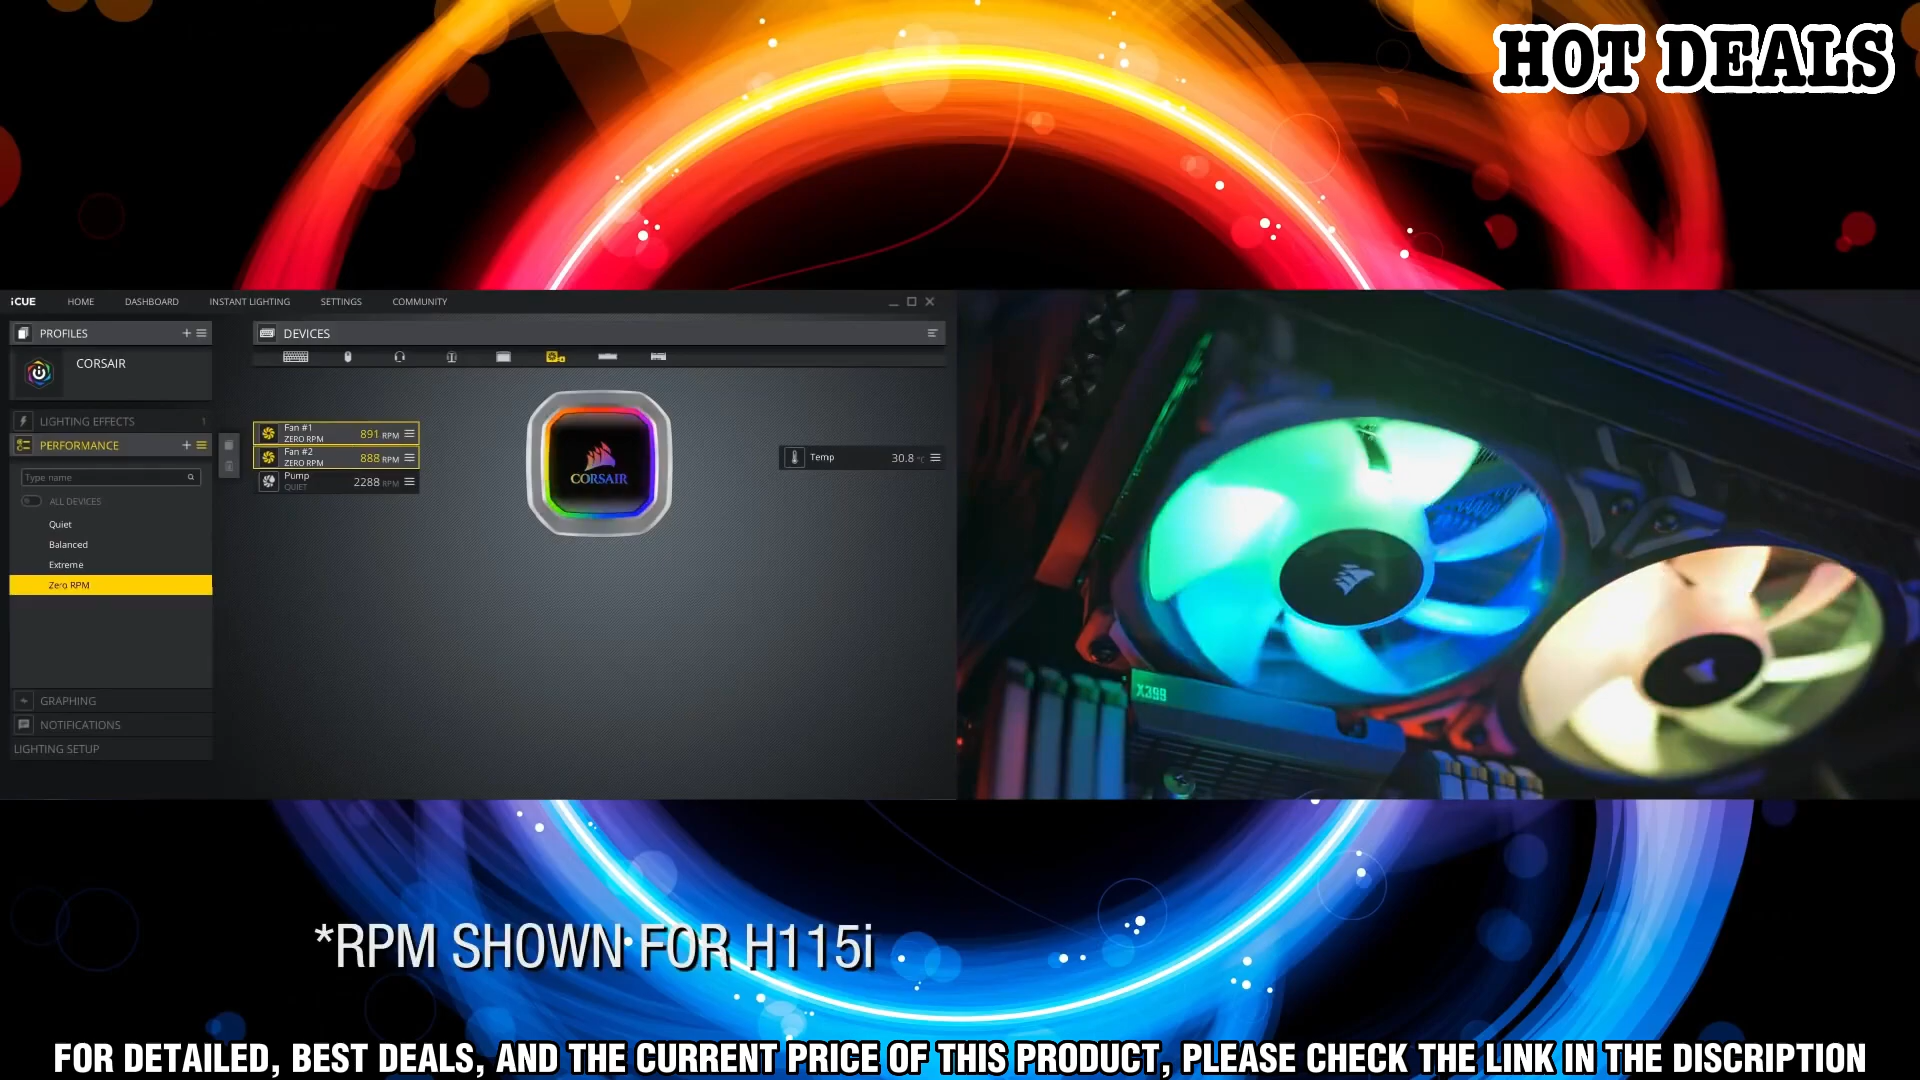 HOT DEALS
iCUE HOME DASHBOARD INSTANT LIGHTING SETTINGS COMMUNITY
PROFILES
CORSAIR
LIGHTING EFFECTS 1
PERFORMANCE
Type name
ALL DEVICES
Quiet
Balanced
Extreme
Zero RPM
GRAPHING
NOTIFICATIONS
LIGHTING SETUP
DEVICES
Fan #1
ZERO RPM 891 RPM
Fan #2
ZERO RPM 888 RPM
Pump
QUIET 2288 RPM
CORSAIR
Temp 30.8 °C
X399
*RPM SHOWN FOR H115i
FOR DETAILED, BEST DEALS, AND THE CURRENT PRICE OF THIS PRODUCT, PLEASE CHECK THE LINK IN THE DISCRIPTION